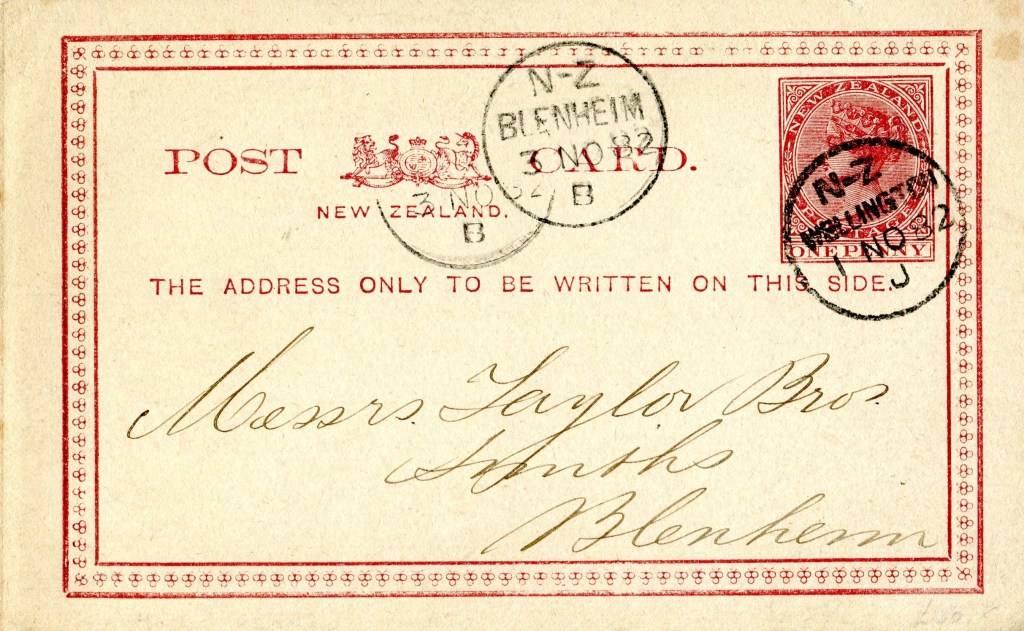 POST CARD.
NEW ZEALAND.
THE ADDRESS ONLY TO BE WRITTEN ON THIS SIDE.
NEW ZEALAND
POSTAGE
ONE PENNY
N-Z
BLENHEIM
3 NO 82
B
3 NO 82
B
N-Z
WELLINGTON
1 NO 82
J
Messrs. Taylor Bros.
Smiths
Blenheim